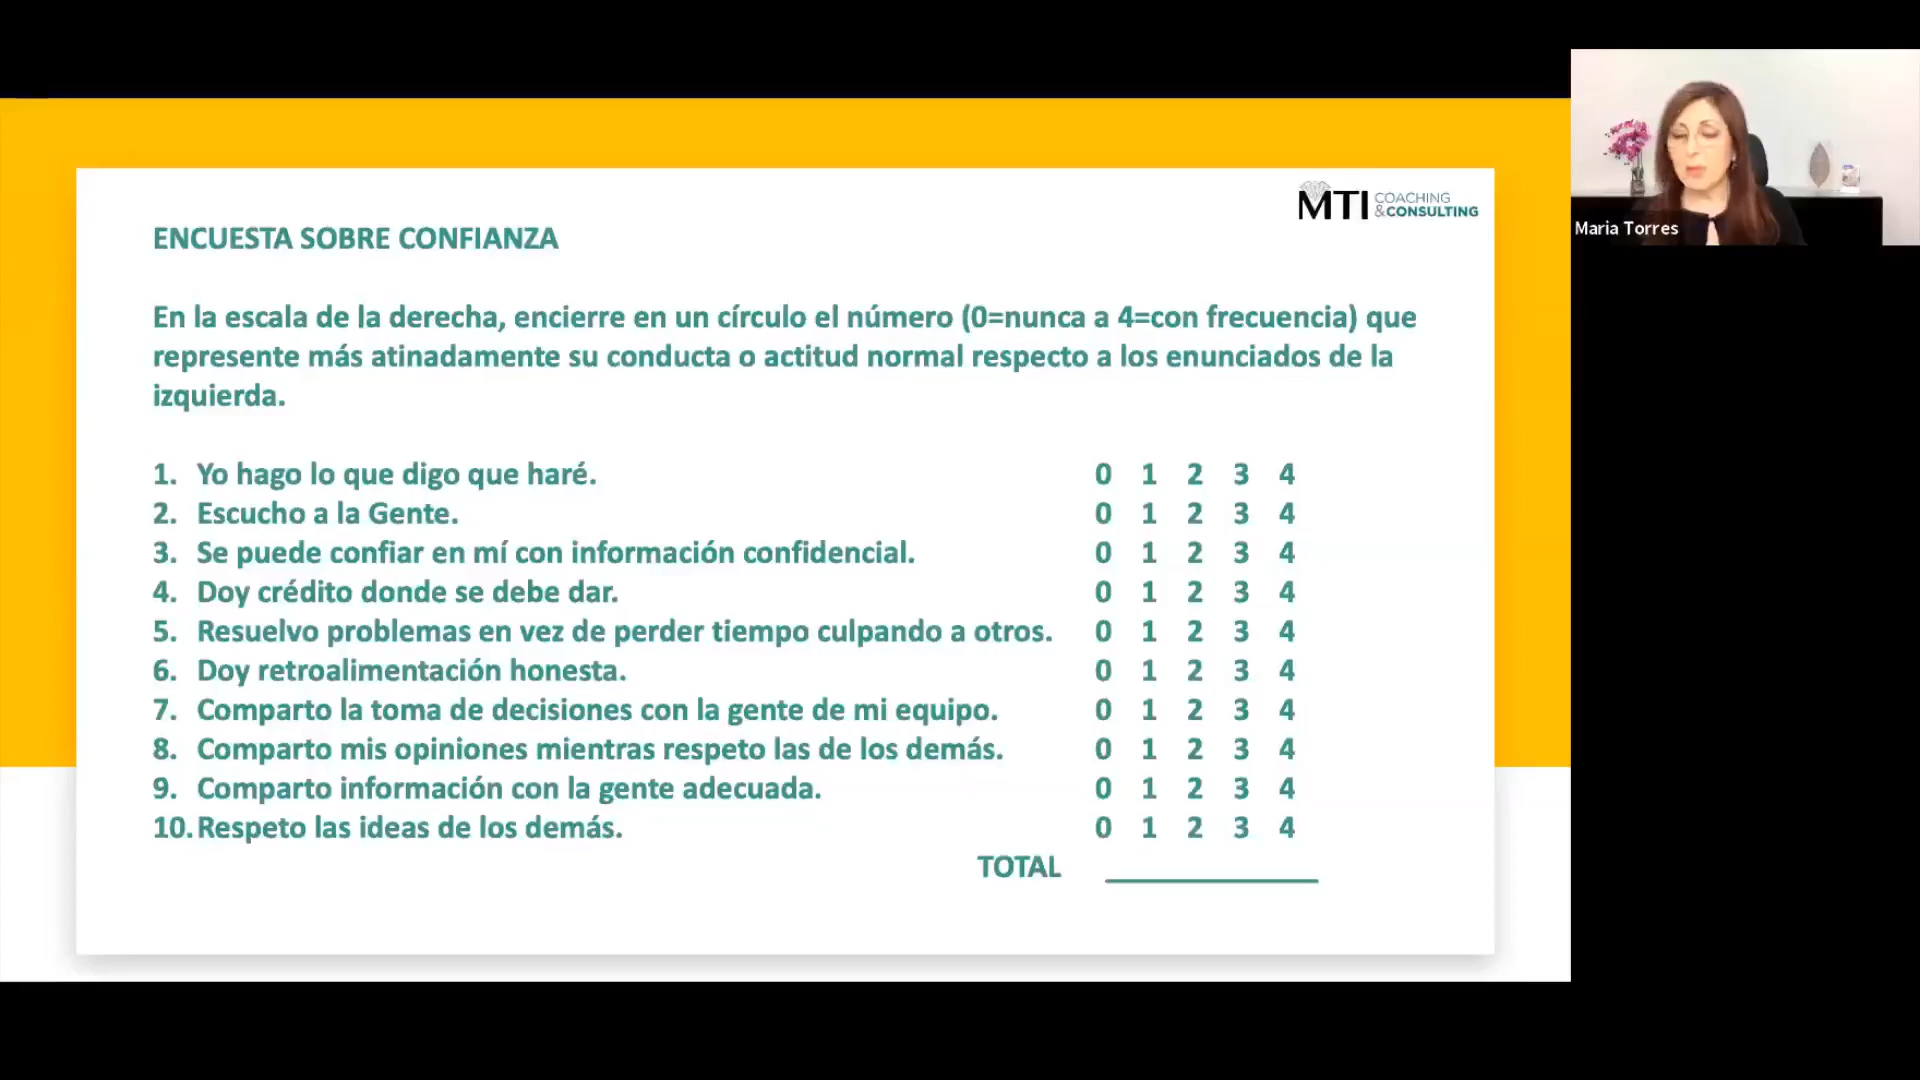 MTI COACHING
&CONSULTING
Maria Torres
ENCUESTA SOBRE CONFIANZA
En la escala de la derecha, encierre en un círculo el número (0=nunca a 4=con frecuencia) que
represente más atinadamente su conducta o actitud normal respecto a los enunciados de la
izquierda.
1. Yo hago lo que digo que haré. 0 1 2 3 4
2. Escucho a la Gente. 0 1 2 3 4
3. Se puede confiar en mí con información confidencial. 0 1 2 3 4
4. Doy crédito donde se debe dar. 0 1 2 3 4
5. Resuelvo problemas en vez de perder tiempo culpando a otros. 0 1 2 3 4
6. Doy retroalimentación honesta. 0 1 2 3 4
7. Comparto la toma de decisiones con la gente de mi equipo. 0 1 2 3 4
8. Comparto mis opiniones mientras respeto las de los demás. 0 1 2 3 4
9. Comparto información con la gente adecuada. 0 1 2 3 4
10. Respeto las ideas de los demás. 0 1 2 3 4
TOTAL